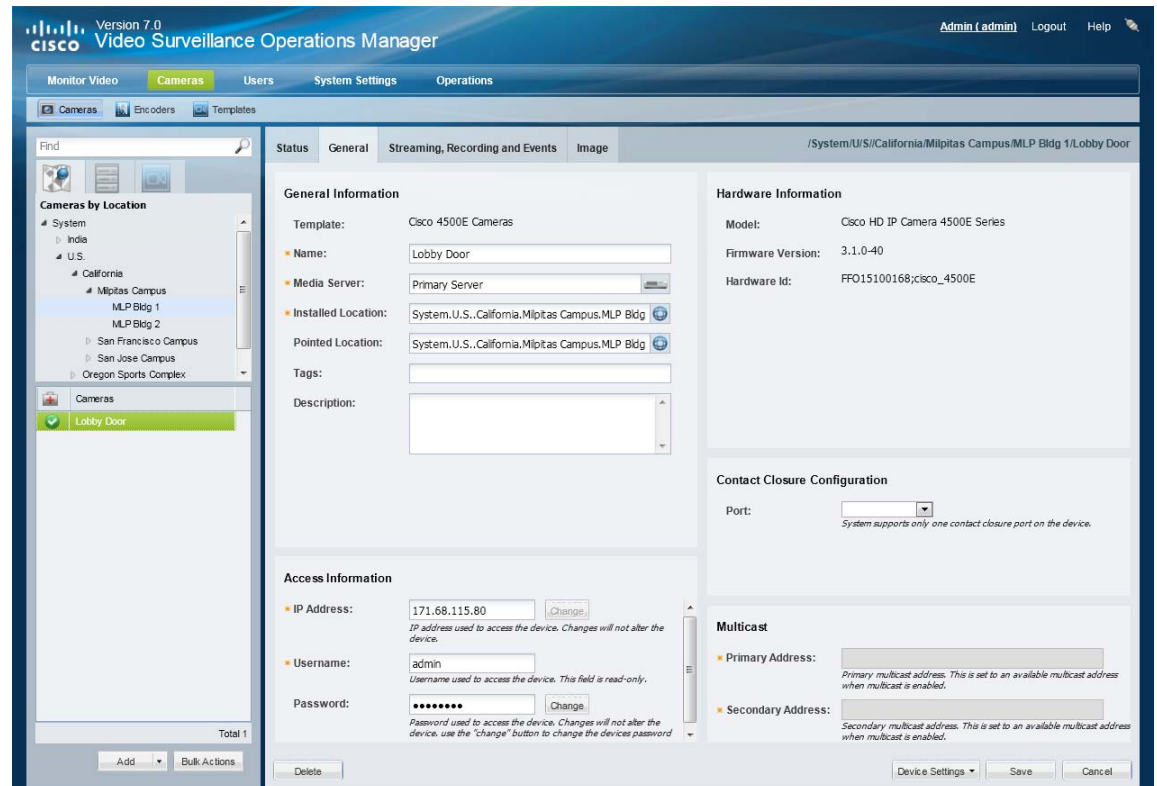 CISCO
Version 7.0
Video Surveillance Operations Manager
Admin ( admin) Logout Help
Monitor Video Cameras Users System Settings Operations
Cameras Encoders Templates
Find
Cameras by Location
System
India
U.S.
California
Milpitas Campus
MLP Bldg 1
MLP Bldg 2
San Francisco Campus
San Jose Campus
Oregon Sports Complex
Cameras
Lobby Door
Total 1
Add Bulk Actions
Status General Streaming, Recording and Events Image
/System/U/S//California/Milpitas Campus/MLP Bldg 1/Lobby Door
General Information
Template: Cisco 4500E Cameras
* Name: Lobby Door
* Media Server: Primary Server
* Installed Location: System.U.S..California.Milpitas Campus.MLP Bldg
Pointed Location: System.U.S..California.Milpitas Campus.MLP Bldg
Tags:
Description:
Access Information
* IP Address: 171.68.115.80 Change
IP address used to access the device. Changes will not alter the
device.
* Username: admin
Username used to access the device. This field is read-only.
Password: •••••••• Change
Password used to access the device. Changes will not alter the
device. use the "change" button to change the devices password
Hardware Information
Model: Cisco HD IP Camera 4500E Series
Firmware Version: 3.1.0-40
Hardware Id: FFO15100168;cisco_4500E
Contact Closure Configuration
Port:
System supports only one contact closure port on the device.
Multicast
* Primary Address:
Primary multicast address. This is set to an available multicast address
when multicast is enabled.
* Secondary Address:
Secondary multicast address. This is set to an available multicast address
when multicast is enabled.
Delete
Device Settings Save Cancel